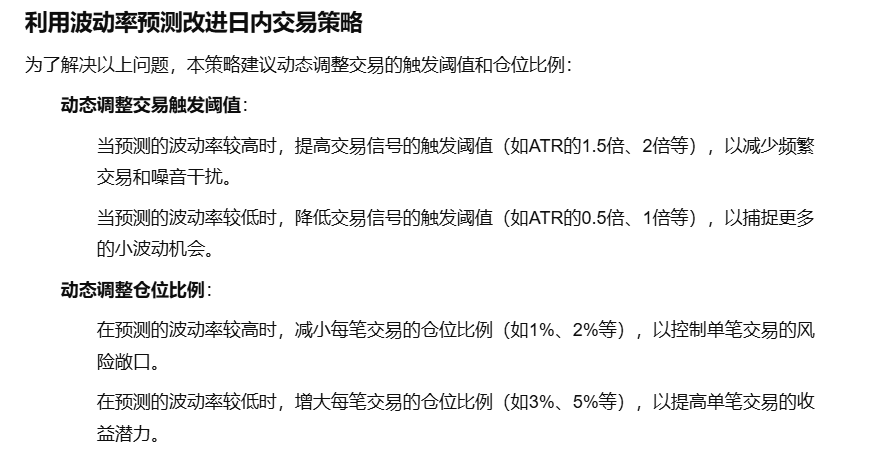 利用波动率预测改进日内交易策略
为了解决以上问题，本策略建议动态调整交易的触发阈值和仓位比例：
动态调整交易触发阈值：
当预测的波动率较高时，提高交易信号的触发阈值（如ATR的1.5倍、2倍等），以减少频繁
交易和噪音干扰。
当预测的波动率较低时，降低交易信号的触发阈值（如ATR的0.5倍、1倍等），以捕捉更多
的小波动机会。
动态调整仓位比例：
在预测的波动率较高时，减小每笔交易的仓位比例（如1%、2%等），以控制单笔交易的风
险敞口。
在预测的波动率较低时，增大每笔交易的仓位比例（如3%、5%等），以提高单笔交易的收
益潜力。